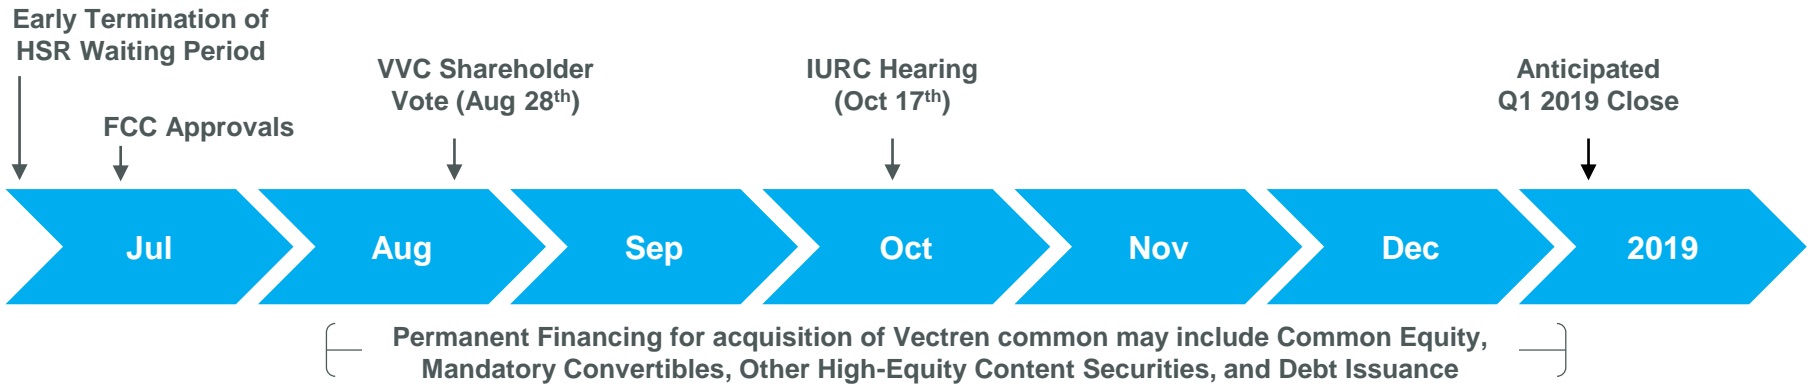 Early Termination of
HSR Waiting Period
FCC Approvals
VVC Shareholder
Vote (Aug 28th)
IURC Hearing
(Oct 17th)
Anticipated
Q1 2019 Close
Jul
Aug
Sep
Oct
Nov
Dec
2019
Permanent Financing for acquisition of Vectren common may include Common Equity,
Mandatory Convertibles, Other High-Equity Content Securities, and Debt Issuance